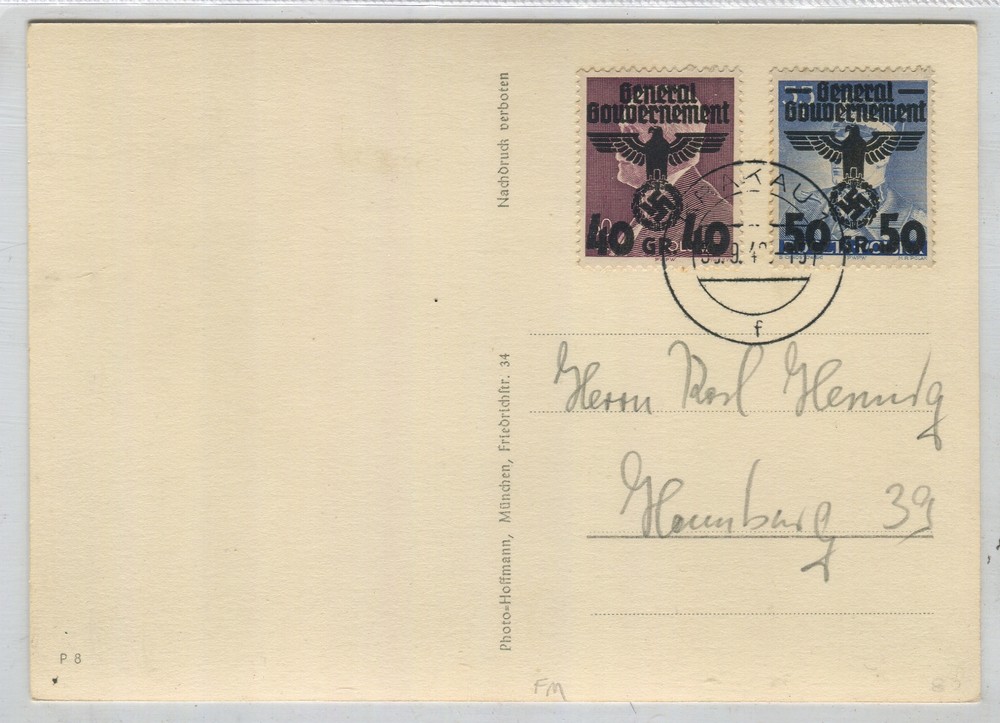 Nachdruck verboten
General
Gouvernement
40 GR 40
General
Gouvernement
50 GR 50
f
Herrn Karl Hennig
Hamburg 39
Photo=Hoffmann, München, Friedrichstr. 34
P 8
FM